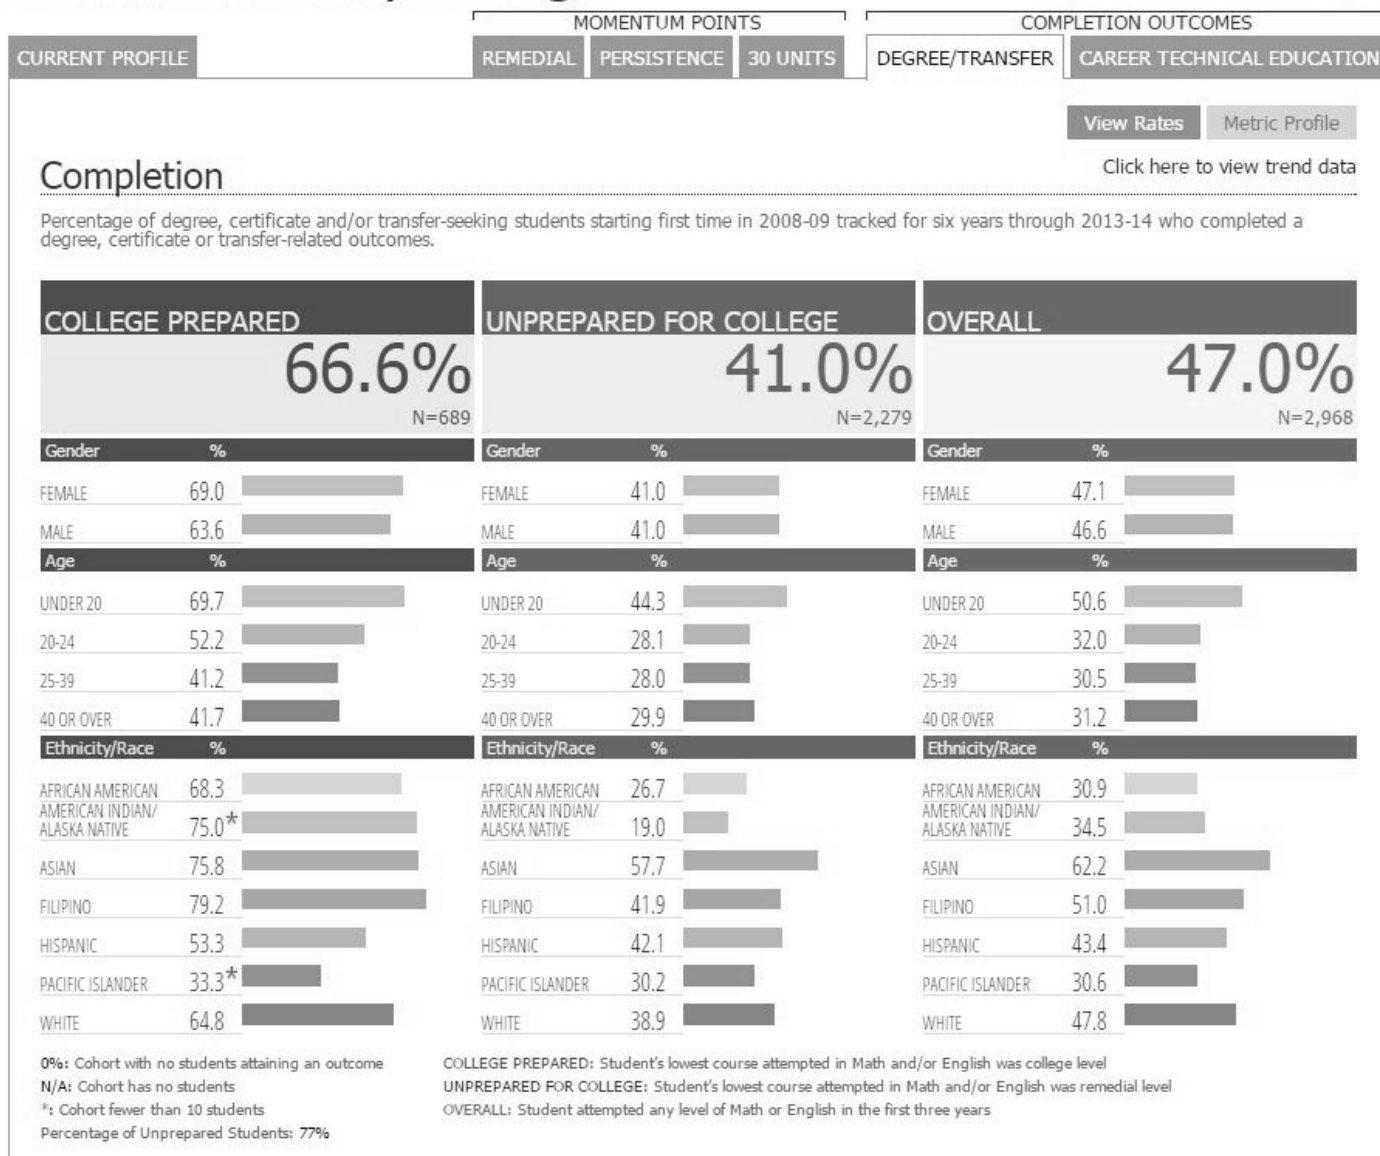 MOMENTUM POINTS
COMPLETION OUTCOMES
CURRENT PROFILE
REMEDIAL
PERSISTENCE
30 UNITS
DEGREE/TRANSFER
CAREER TECHNICAL EDUCATION
View Rates
Metric Profile
Completion
Click here to view trend data
Percentage of degree, certificate and/or transfer-seeking students starting first time in 2008-09 tracked for six years through 2013-14 who completed a
degree, certificate or transfer-related outcomes.
COLLEGE PREPARED
66.6%
N=689
Gender %
FEMALE 69.0
MALE 63.6
Age %
UNDER 20 69.7
20-24 52.2
25-39 41.2
40 OR OVER 41.7
Ethnicity/Race %
AFRICAN AMERICAN 68.3
AMERICAN INDIAN/
ALASKA NATIVE 75.0*
ASIAN 75.8
FILIPINO 79.2
HISPANIC 53.3
PACIFIC ISLANDER 33.3*
WHITE 64.8
UNPREPARED FOR COLLEGE
41.0%
N=2,279
Gender %
FEMALE 41.0
MALE 41.0
Age %
UNDER 20 44.3
20-24 28.1
25-39 28.0
40 OR OVER 29.9
Ethnicity/Race %
AFRICAN AMERICAN 26.7
AMERICAN INDIAN/
ALASKA NATIVE 19.0
ASIAN 57.7
FILIPINO 41.9
HISPANIC 42.1
PACIFIC ISLANDER 30.2
WHITE 38.9
OVERALL
47.0%
N=2,968
Gender %
FEMALE 47.1
MALE 46.6
Age %
UNDER 20 50.6
20-24 32.0
25-39 30.5
40 OR OVER 31.2
Ethnicity/Race %
AFRICAN AMERICAN 30.9
AMERICAN INDIAN/
ALASKA NATIVE 34.5
ASIAN 62.2
FILIPINO 51.0
HISPANIC 43.4
PACIFIC ISLANDER 30.6
WHITE 47.8
0%: Cohort with no students attaining an outcome
N/A: Cohort has no students
*: Cohort fewer than 10 students
Percentage of Unprepared Students: 77%
COLLEGE PREPARED: Student's lowest course attempted in Math and/or English was college level
UNPREPARED FOR COLLEGE: Student's lowest course attempted in Math and/or English was remedial level
OVERALL: Student attempted any level of Math or English in the first three years